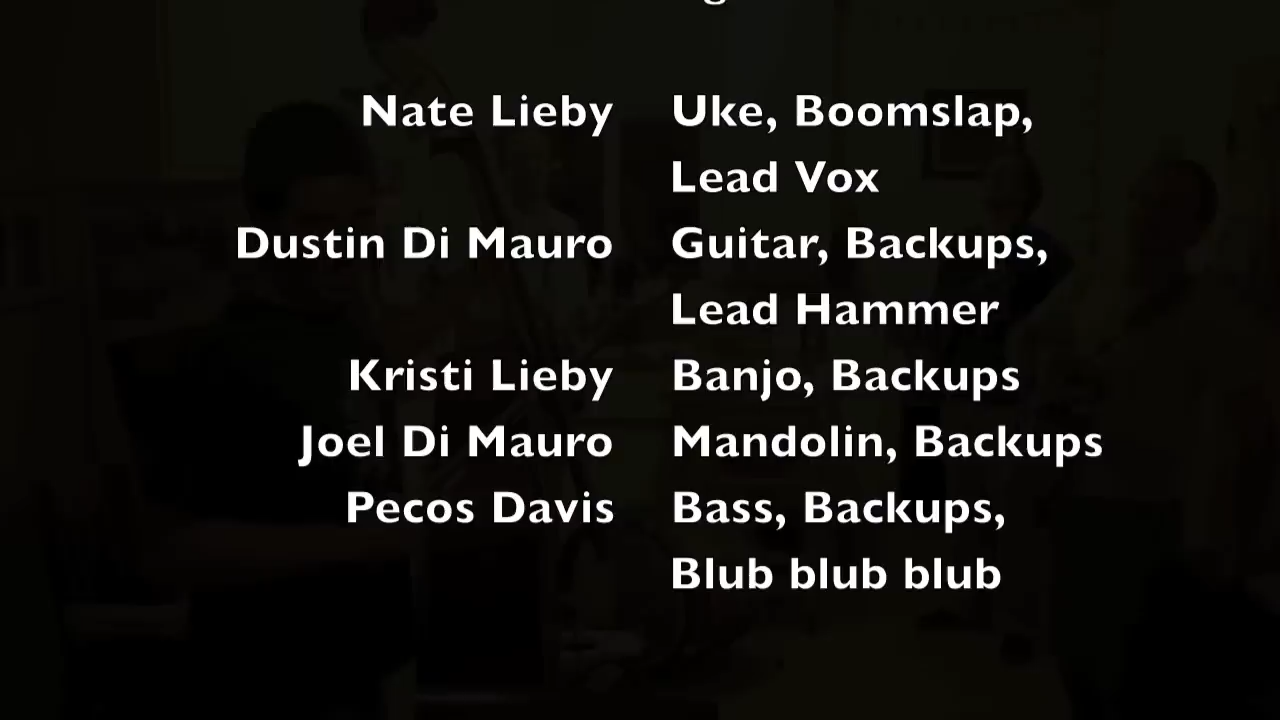 Nate Lieby Uke, Boomslap,
Lead Vox
Dustin Di Mauro Guitar, Backups,
Lead Hammer
Kristi Lieby Banjo, Backups
Joel Di Mauro Mandolin, Backups
Pecos Davis Bass, Backups,
Blub blub blub